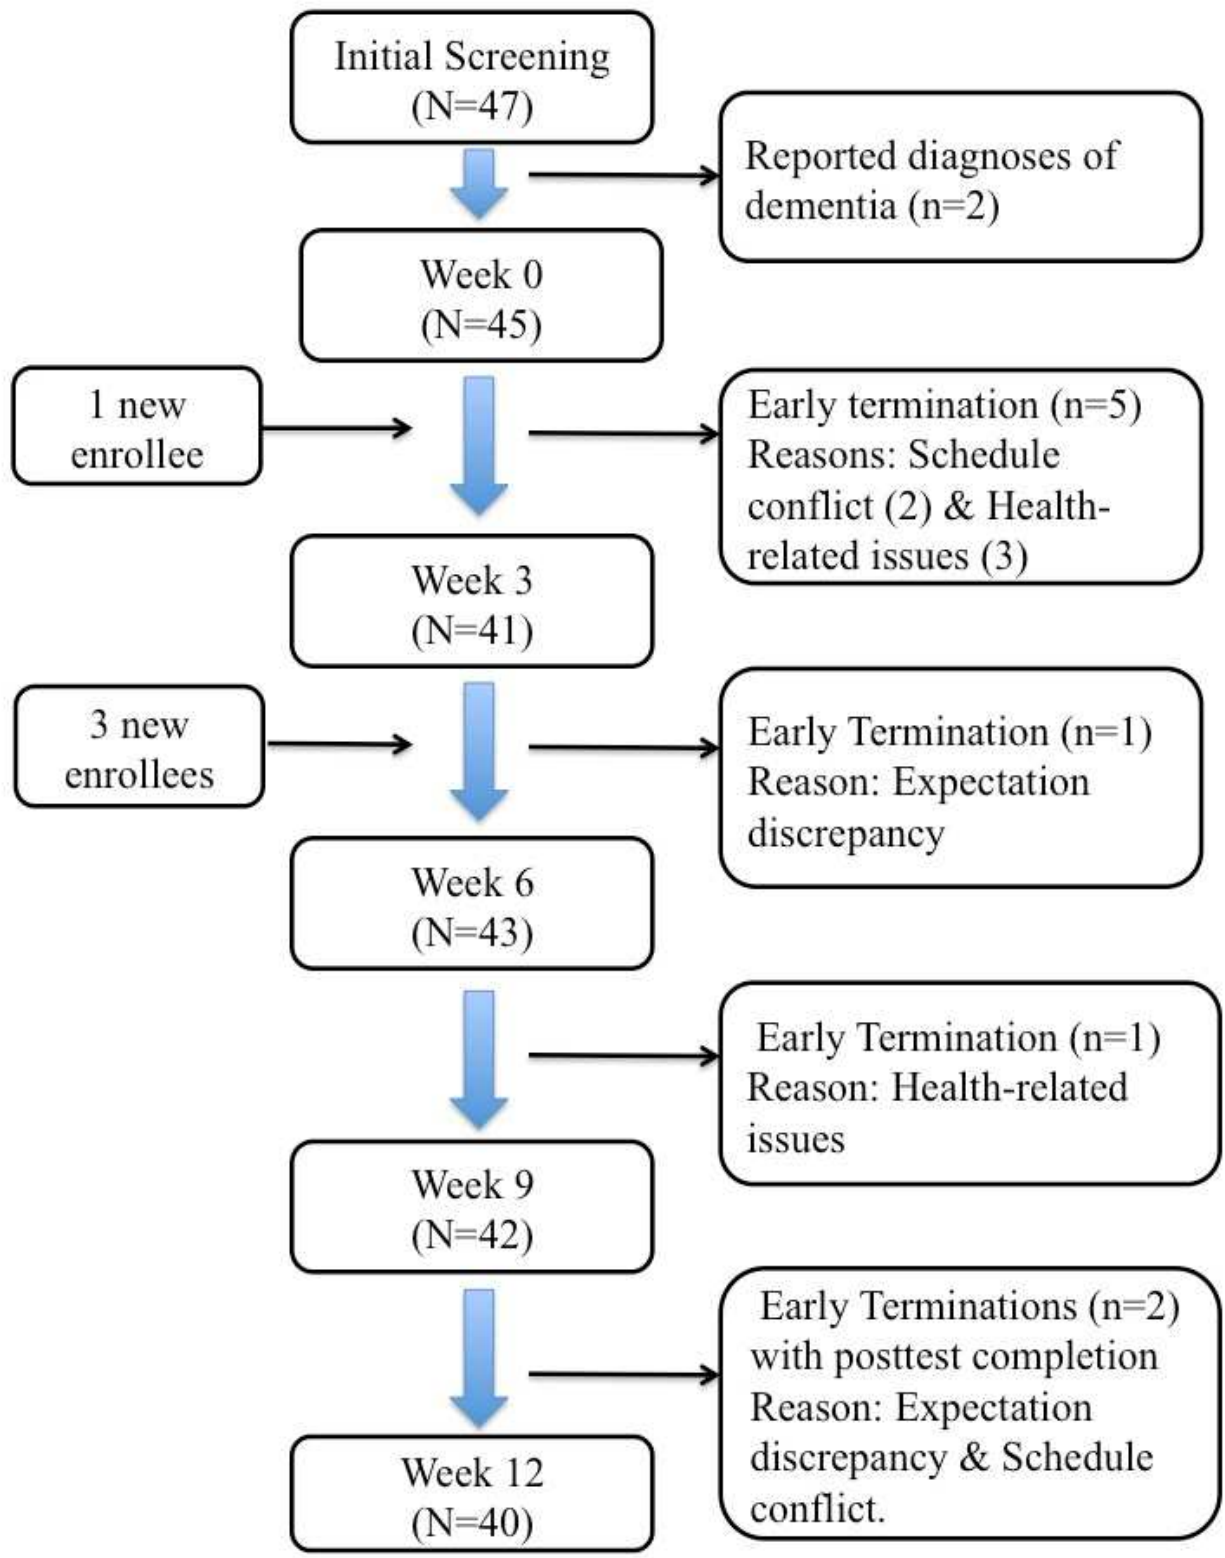 Initial Screening
(N=47)
Reported diagnoses of
dementia (n=2)
Week 0
(N=45)
1 new
enrollee
Early termination (n=5)
Reasons: Schedule
conflict (2) & Health-
related issues (3)
Week 3
(N=41)
3 new
enrollees
Early Termination (n=1)
Reason: Expectation
discrepancy
Week 6
(N=43)
Early Termination (n=1)
Reason: Health-related
issues
Week 9
(N=42)
Early Terminations (n=2)
with posttest completion
Reason: Expectation
discrepancy & Schedule
conflict.
Week 12
(N=40)